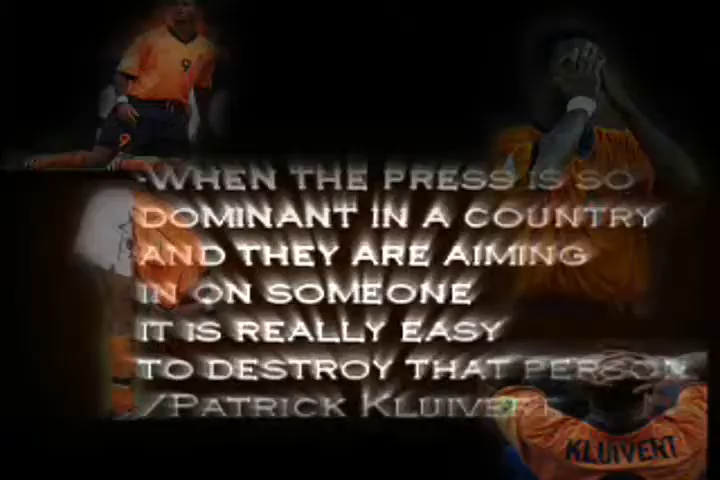 9
9
-WHEN THE PRESS IS SO
DOMINANT IN A COUNTRY
AND THEY ARE AIMING
IN ON SOMEONE
IT IS REALLY EASY
TO DESTROY THAT PERSON
/PATRICK KLUIVERT
KLUIVERT